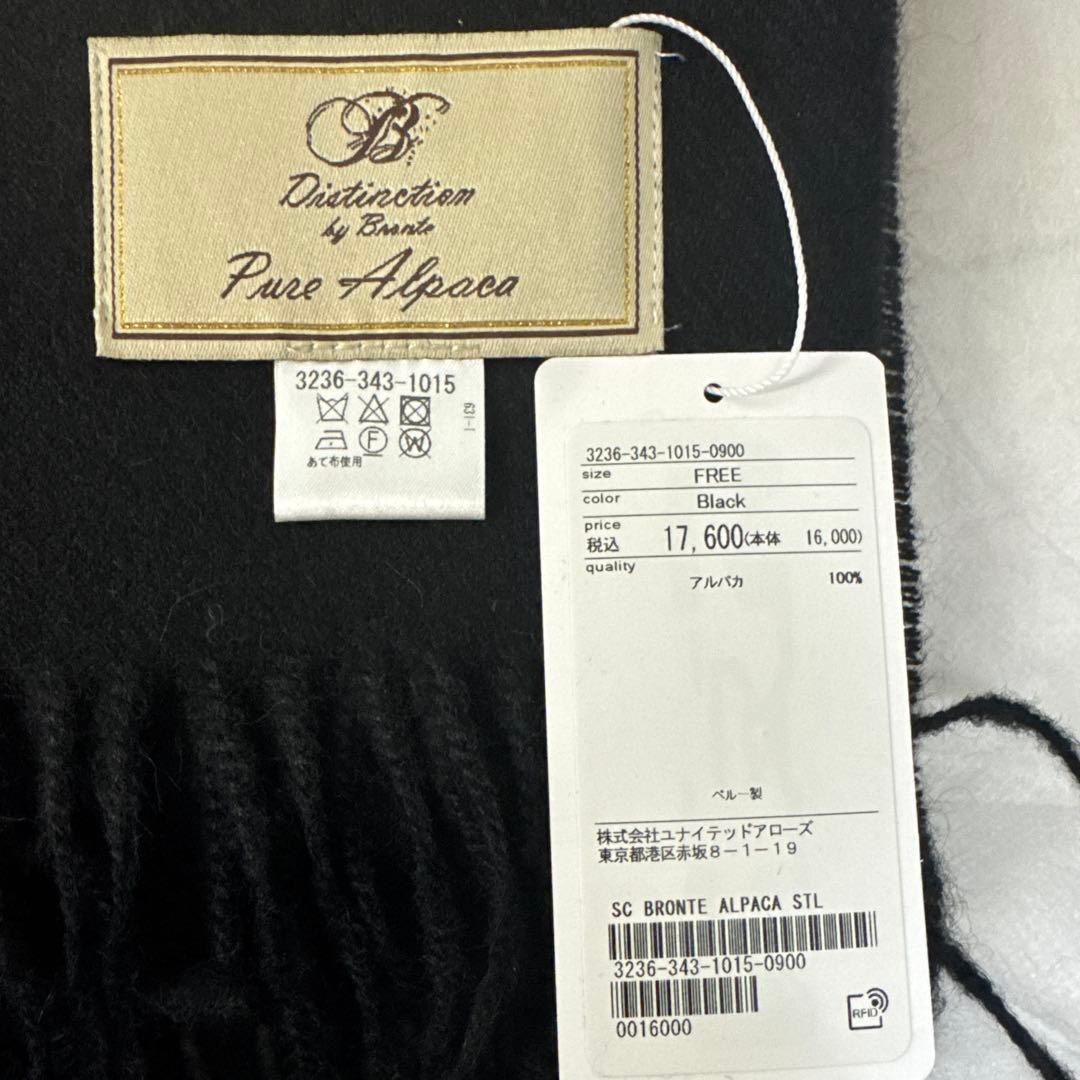 B
Distinction
by Bronte
Pure Alpaca
3236-343-1015
63-1
F W
あて布使用
3236-343-1015-0900
size FREE
color Black
price
税込 17,600(本体 16,000)
quality
アルパカ 100%
ペルー製
株式会社ユナイテッドアローズ
東京都港区赤坂8-1-19
SC BRONTE ALPACA STL
3236-343-1015-0900
0016000
RFID